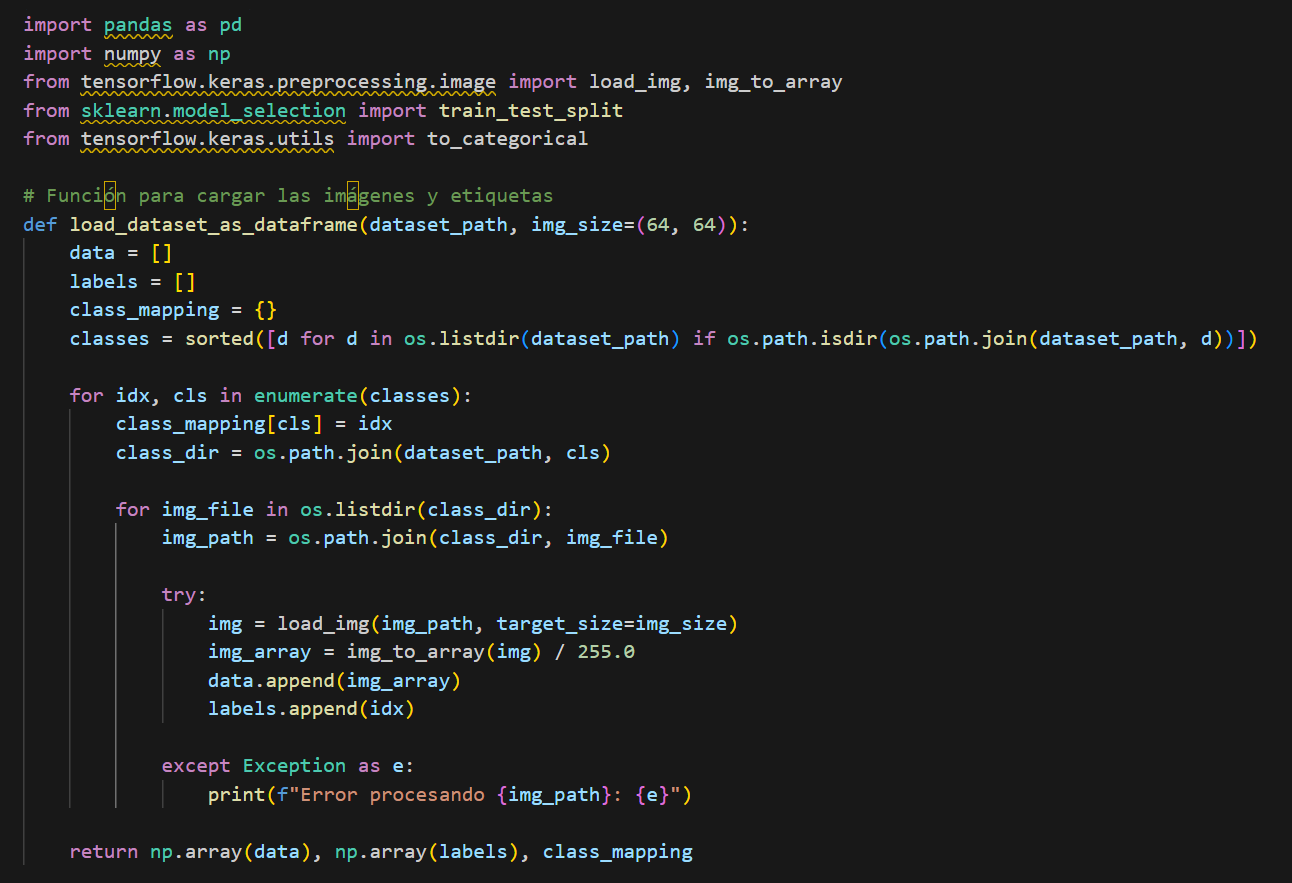 import pandas as pd
import numpy as np
from tensorflow.keras.preprocessing.image import load_img, img_to_array
from sklearn.model_selection import train_test_split
from tensorflow.keras.utils import to_categorical

# Función para cargar las imágenes y etiquetas
def load_dataset_as_dataframe(dataset_path, img_size=(64, 64)):
    data = []
    labels = []
    class_mapping = {}
    classes = sorted([d for d in os.listdir(dataset_path) if os.path.isdir(os.path.join(dataset_path, d))])

    for idx, cls in enumerate(classes):
        class_mapping[cls] = idx
        class_dir = os.path.join(dataset_path, cls)

        for img_file in os.listdir(class_dir):
            img_path = os.path.join(class_dir, img_file)

            try:
                img = load_img(img_path, target_size=img_size)
                img_array = img_to_array(img) / 255.0
                data.append(img_array)
                labels.append(idx)

            except Exception as e:
                print(f"Error procesando {img_path}: {e}")

    return np.array(data), np.array(labels), class_mapping